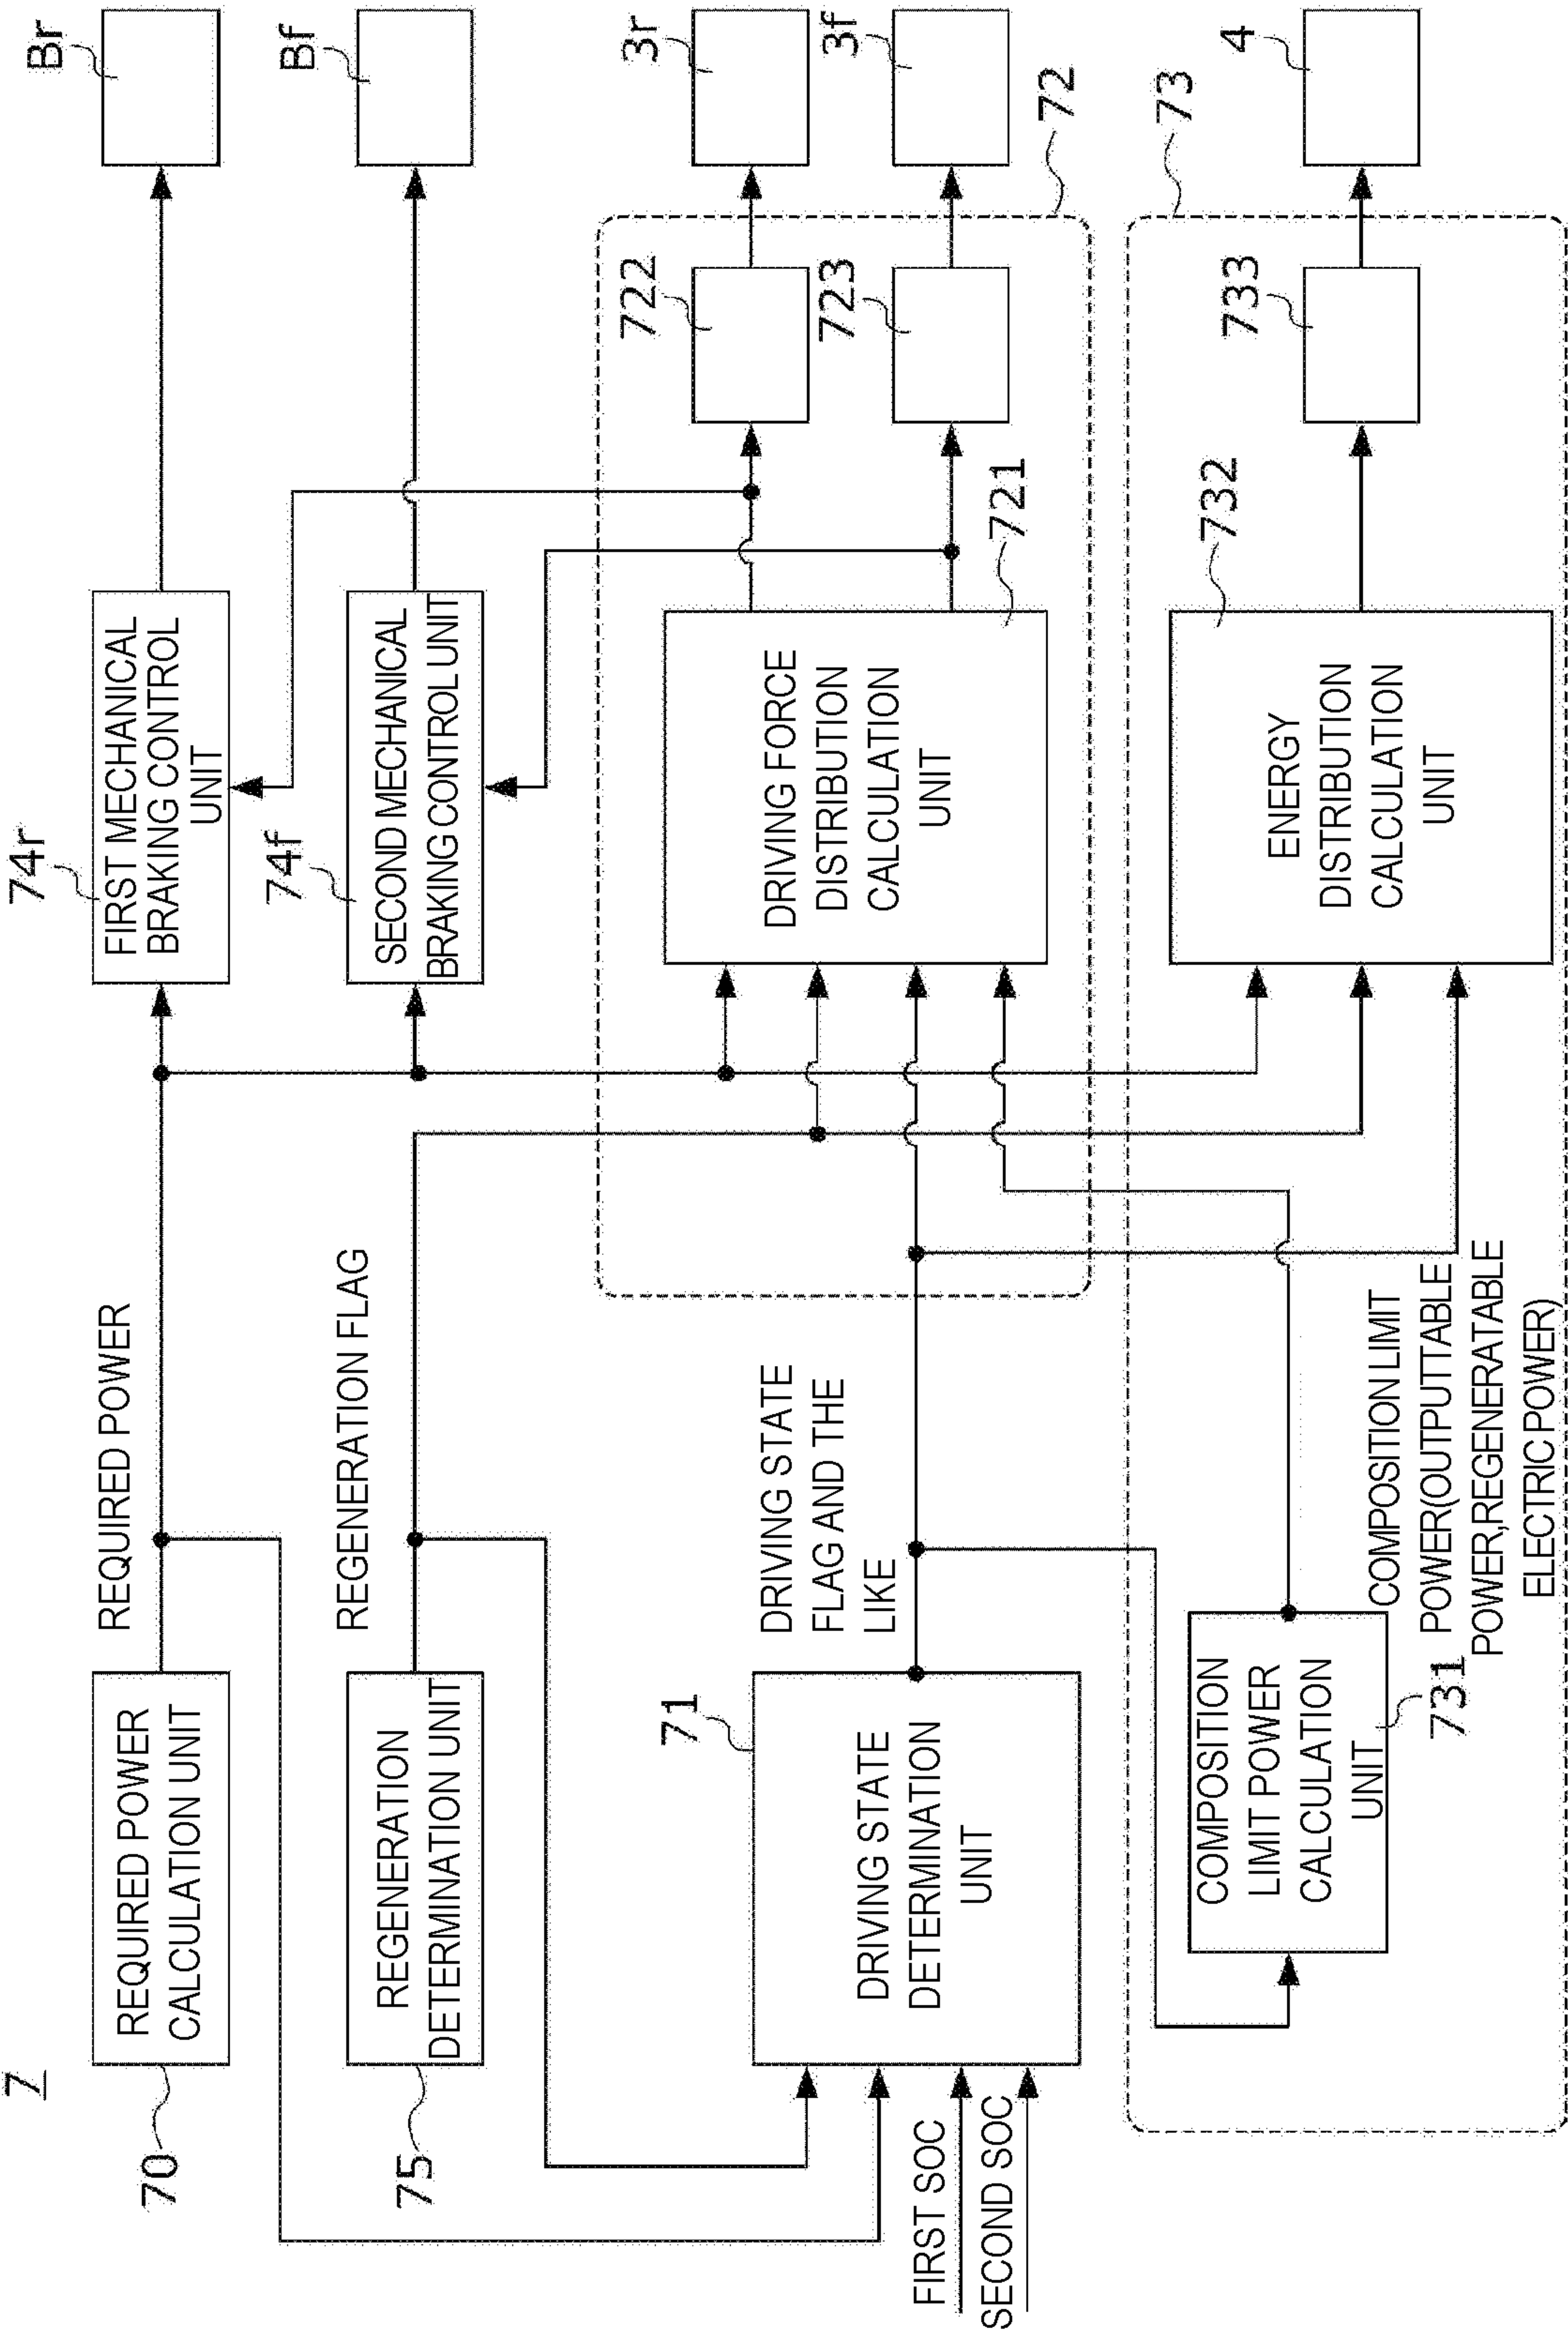 7
70
REQUIRED POWER
CALCULATION UNIT
REQUIRED POWER
74r
FIRST MECHANICAL
BRAKING CONTROL
UNIT
Br
75
REGENERATION
DETERMINATION UNIT
REGENERATION FLAG
74f
SECOND MECHANICAL
BRAKING CONTROL UNIT
Bf
FIRST SOC
SECOND SOC
71
DRIVING STATE
DETERMINATION
UNIT
DRIVING STATE
FLAG AND THE
LIKE
DRIVING FORCE
DISTRIBUTION
CALCULATION
UNIT
721
722
723
3r
3f
72
COMPOSITION
LIMIT POWER
CALCULATION
UNIT
731
COMPOSITION LIMIT
POWER(OUTPUTTABLE
POWER,REGENERATABLE
ELECTRIC POWER)
ENERGY
DISTRIBUTION
CALCULATION
UNIT
732
733
73
4